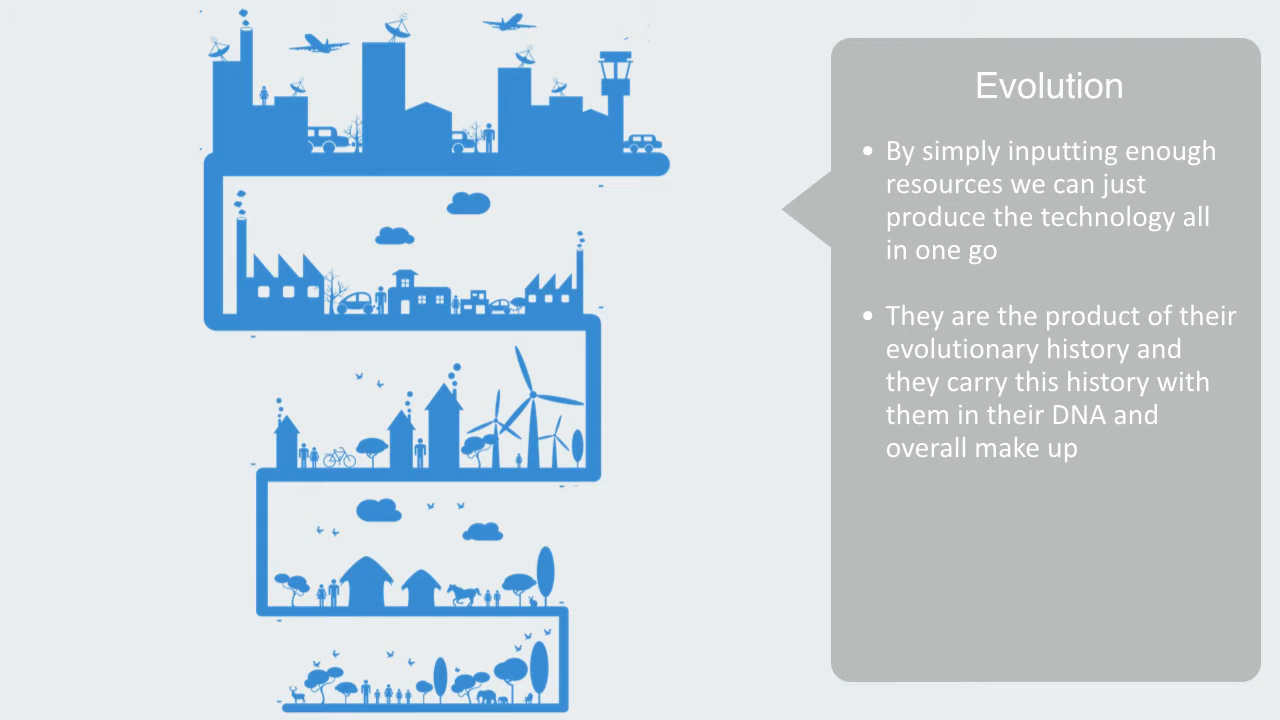 Evolution
• By simply inputting enough
resources we can just
produce the technology all
in one go
• They are the product of their
evolutionary history and
they carry this history with
them in their DNA and
overall make up